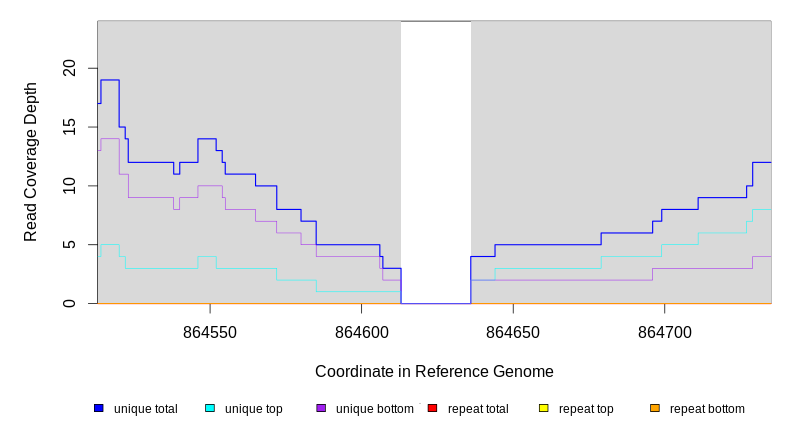 Read Coverage Depth
20
15
10
5
0
864550 864600 864650 864700
Coordinate in Reference Genome
unique total unique top unique bottom repeat total repeat top repeat bottom